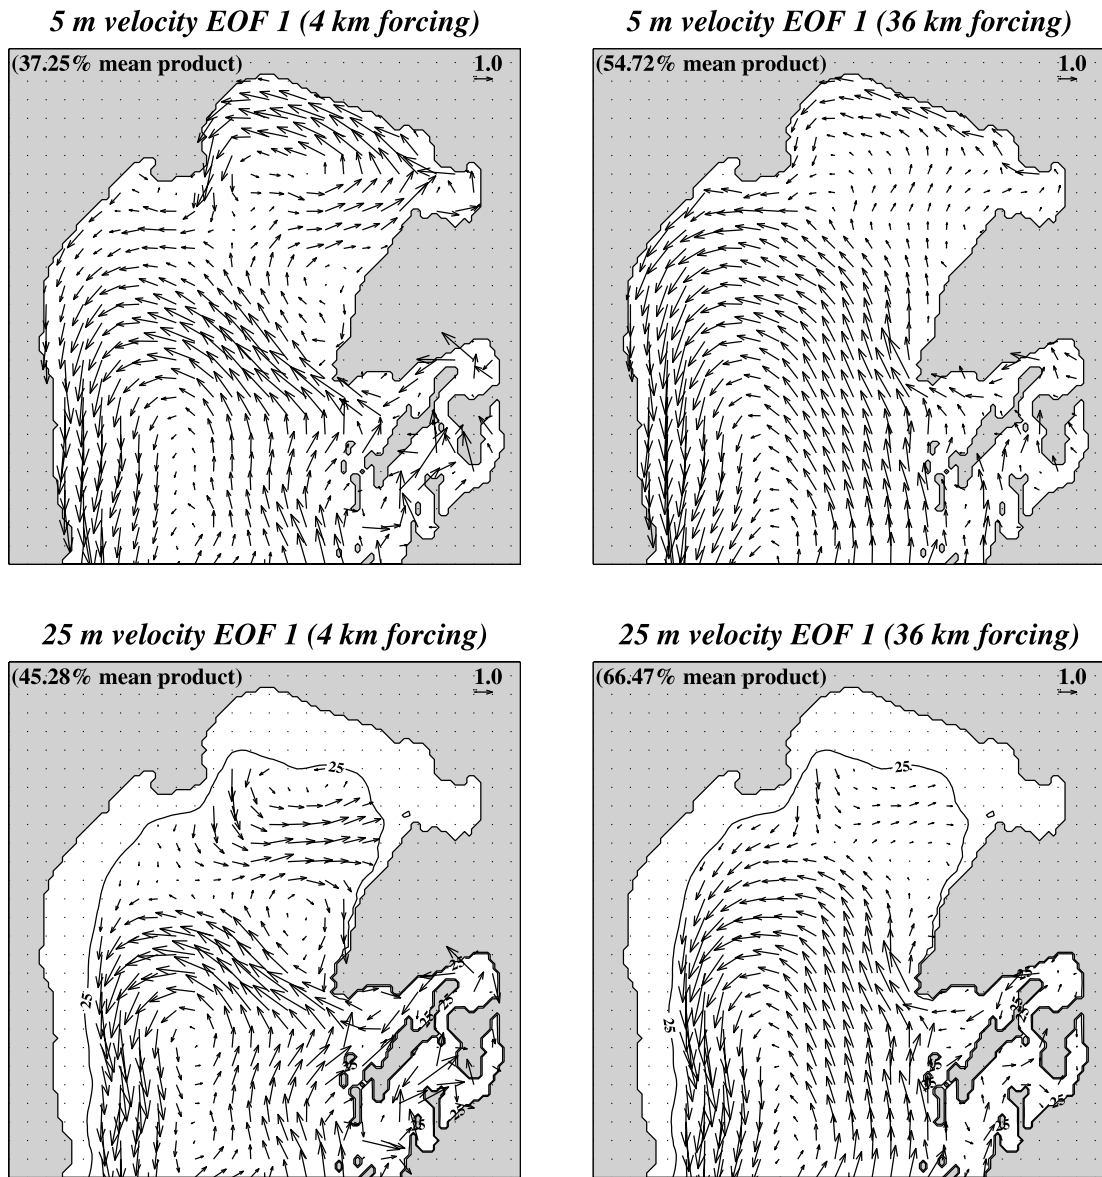 5 m velocity EOF 1 (4 km forcing)
5 m velocity EOF 1 (36 km forcing)
(37.25% mean product)
1.0
(54.72% mean product)
1.0
25 m velocity EOF 1 (4 km forcing)
25 m velocity EOF 1 (36 km forcing)
(45.28% mean product)
1.0
(66.47% mean product)
1.0
25
25
25
25